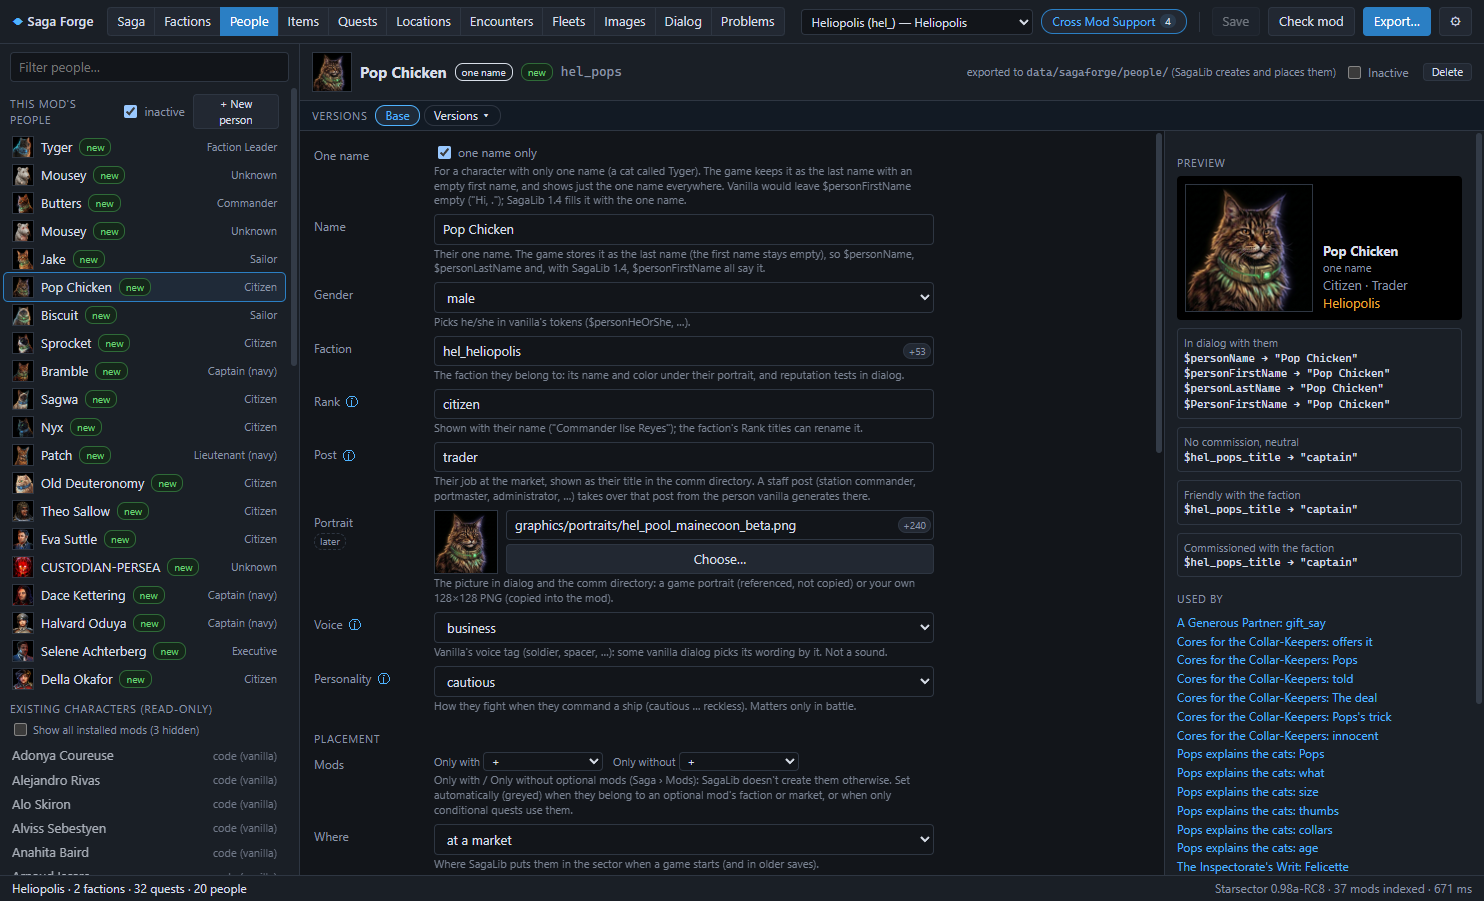 Saga Forge
Saga
Factions
People
Items
Quests
Locations
Encounters
Fleets
Images
Dialog
Problems
Heliopolis (hel_) — Heliopolis
Cross Mod Support 4
Save
Check mod
Export...
Filter people...
THIS MOD'S PEOPLE
inactive
+ New person
Tyger new Faction Leader
Mousey new Unknown
Butters new Commander
Mousey new Unknown
Jake new Sailor
Pop Chicken new Citizen
Biscuit new Sailor
Sprocket new Citizen
Bramble new Captain (navy)
Sagwa new Citizen
Nyx new Citizen
Patch new Lieutenant (navy)
Old Deuteronomy new Citizen
Theo Sallow new Citizen
Eva Suttle new Citizen
CUSTODIAN-PERSEA new Unknown
Dace Kettering new Captain (navy)
Halvard Oduya new Captain (navy)
Selene Achterberg new Executive
Della Okafor new Citizen
EXISTING CHARACTERS (READ-ONLY)
Show all installed mods (3 hidden)
Adonya Coureuse code (vanilla)
Alejandro Rivas code (vanilla)
Alo Skiron code (vanilla)
Alviss Sebestyen code (vanilla)
Anahita Baird code (vanilla)
Pop Chicken one name new hel_pops
exported to data/sagaforge/people/ (SagaLib creates and places them)
Inactive
Delete
VERSIONS Base Versions
One name
one name only
For a character with only one name (a cat called Tyger). The game keeps it as the last name with an
empty first name, and shows just the one name everywhere. Vanilla would leave $personFirstName
empty ("Hi, ."); SagaLib 1.4 fills it with the one name.
Name
Pop Chicken
Their one name. The game stores it as the last name (the first name stays empty), so $personName,
$personLastName and, with SagaLib 1.4, $personFirstName all say it.
Gender
male
Picks he/she in vanilla's tokens ($personHeOrShe, ...).
Faction
hel_heliopolis +53
The faction they belong to: its name and color under their portrait, and reputation tests in dialog.
Rank
citizen
Shown with their name ("Commander Ilse Reyes"); the faction's Rank titles can rename it.
Post
trader
Their job at the market, shown as their title in the comm directory. A staff post (station commander,
portmaster, administrator, ...) takes over that post from the person vanilla generates there.
Portrait
later
graphics/portraits/hel_pool_mainecoon_beta.png +240
Choose...
The picture in dialog and the comm directory: a game portrait (referenced, not copied) or your own
128×128 PNG (copied into the mod).
Voice
business
Vanilla's voice tag (soldier, spacer, ...): some vanilla dialog picks its wording by it. Not a sound.
Personality
cautious
How they fight when they command a ship (cautious ... reckless). Matters only in battle.
PLACEMENT
Mods
Only with +
Only without +
Only with / Only without optional mods (Saga › Mods): SagaLib doesn't create them otherwise. Set
automatically (greyed) when they belong to an optional mod's faction or market, or when only
conditional quests use them.
Where
at a market
Where SagaLib puts them in the sector when a game starts (and in older saves).
PREVIEW
Pop Chicken
one name
Citizen · Trader
Heliopolis
In dialog with them
$personName → "Pop Chicken"
$personFirstName → "Pop Chicken"
$personLastName → "Pop Chicken"
$PersonFirstName → "Pop Chicken"
No commission, neutral
$hel_pops_title → "captain"
Friendly with the faction
$hel_pops_title → "captain"
Commissioned with the faction
$hel_pops_title → "captain"
USED BY
A Generous Partner: gift_say
Cores for the Collar-Keepers: offers it
Cores for the Collar-Keepers: Pops
Cores for the Collar-Keepers: told
Cores for the Collar-Keepers: The deal
Cores for the Collar-Keepers: Pops's trick
Cores for the Collar-Keepers: innocent
Pops explains the cats: Pops
Pops explains the cats: what
Pops explains the cats: size
Pops explains the cats: thumbs
Pops explains the cats: collars
Pops explains the cats: age
The Inspectorate's Writ: Felicette
Heliopolis · 2 factions · 32 quests · 20 people
Starsector 0.98a-RC8 · 37 mods indexed · 671 ms